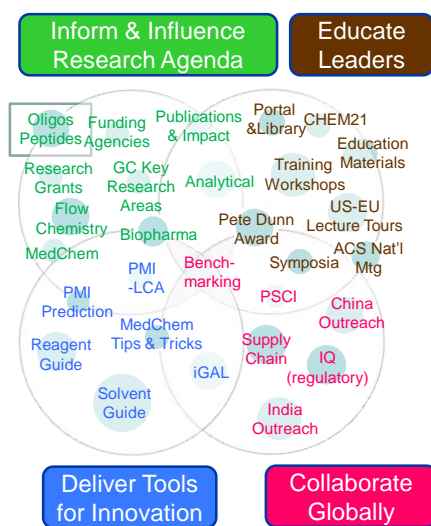 Inform & Influence
Research Agenda
Educate
Leaders
Oligos
Peptides
Funding
Agencies
Publications
& Impact
Portal
&Library
CHEM21
Education
Materials
Research
Grants
GC Key
Research
Areas
Analytical
Training
Workshops
Flow
Chemistry
US-EU
Lecture Tours
MedChem
Biopharma
Pete Dunn
Award
Symposia
ACS Nat'l
Mtg
PMI
-LCA
Bench-
marking
PMI
Prediction
PSCI
China
Outreach
MedChem
Tips & Tricks
Reagent
Guide
Supply
Chain
IQ
(regulatory)
iGAL
Solvent
Guide
India
Outreach
Deliver Tools
for Innovation
Collaborate
Globally